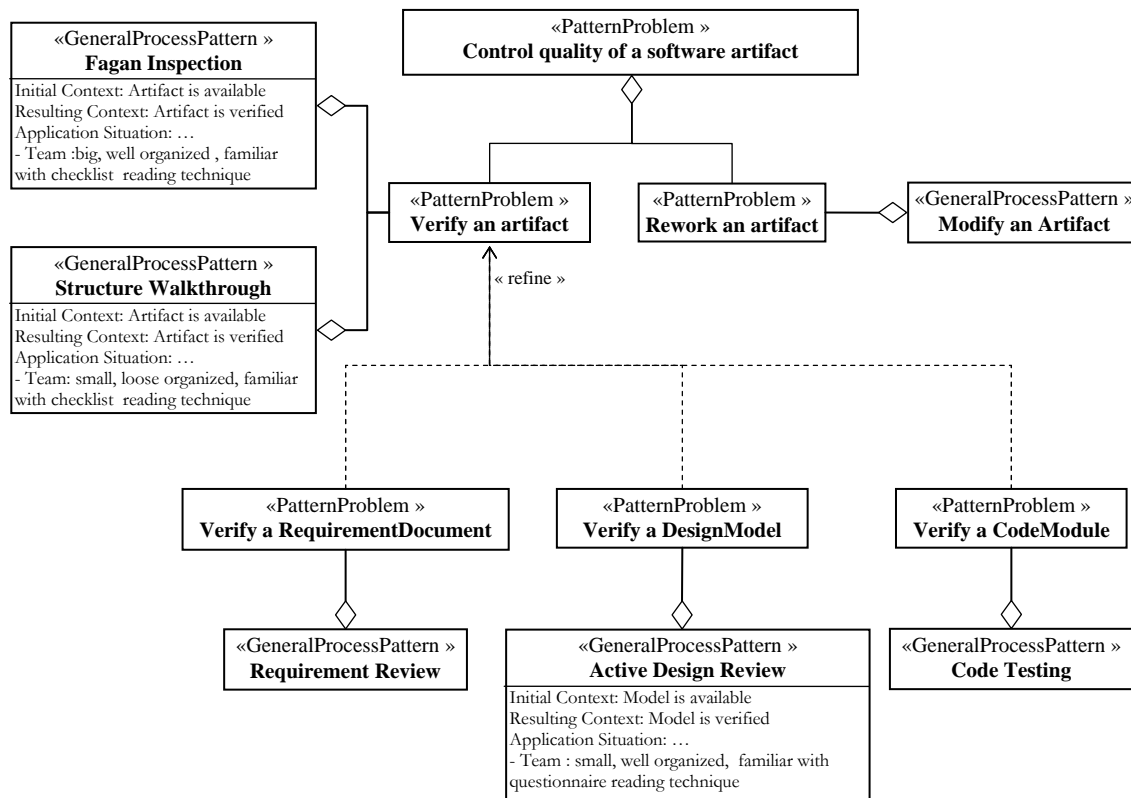 «GeneralProcessPattern »
Fagan Inspection
Initial Context: Artifact is available
Resulting Context: Artifact is verified
Application Situation: …
- Team :big, well organized , familiar
with checklist  reading technique
«PatternProblem »
Control quality of a software artifact
«PatternProblem »
Verify an artifact
«PatternProblem »
Rework an artifact
«GeneralProcessPattern »
Modify an Artifact
«GeneralProcessPattern »
Structure Walkthrough
Initial Context: Artifact is available
Resulting Context: Artifact is verified
Application Situation: …
- Team: small, loose organized, familiar
with checklist  reading technique
« refine »
«PatternProblem »
Verify a RequirementDocument
«PatternProblem »
Verify a DesignModel
«PatternProblem »
Verify a CodeModule
«GeneralProcessPattern »
Requirement Review
«GeneralProcessPattern »
Active Design Review
Initial Context: Model is available
Resulting Context: Model is verified
Application Situation: …
- Team : small, well organized,  familiar with
questionnaire reading technique
«GeneralProcessPattern »
Code Testing